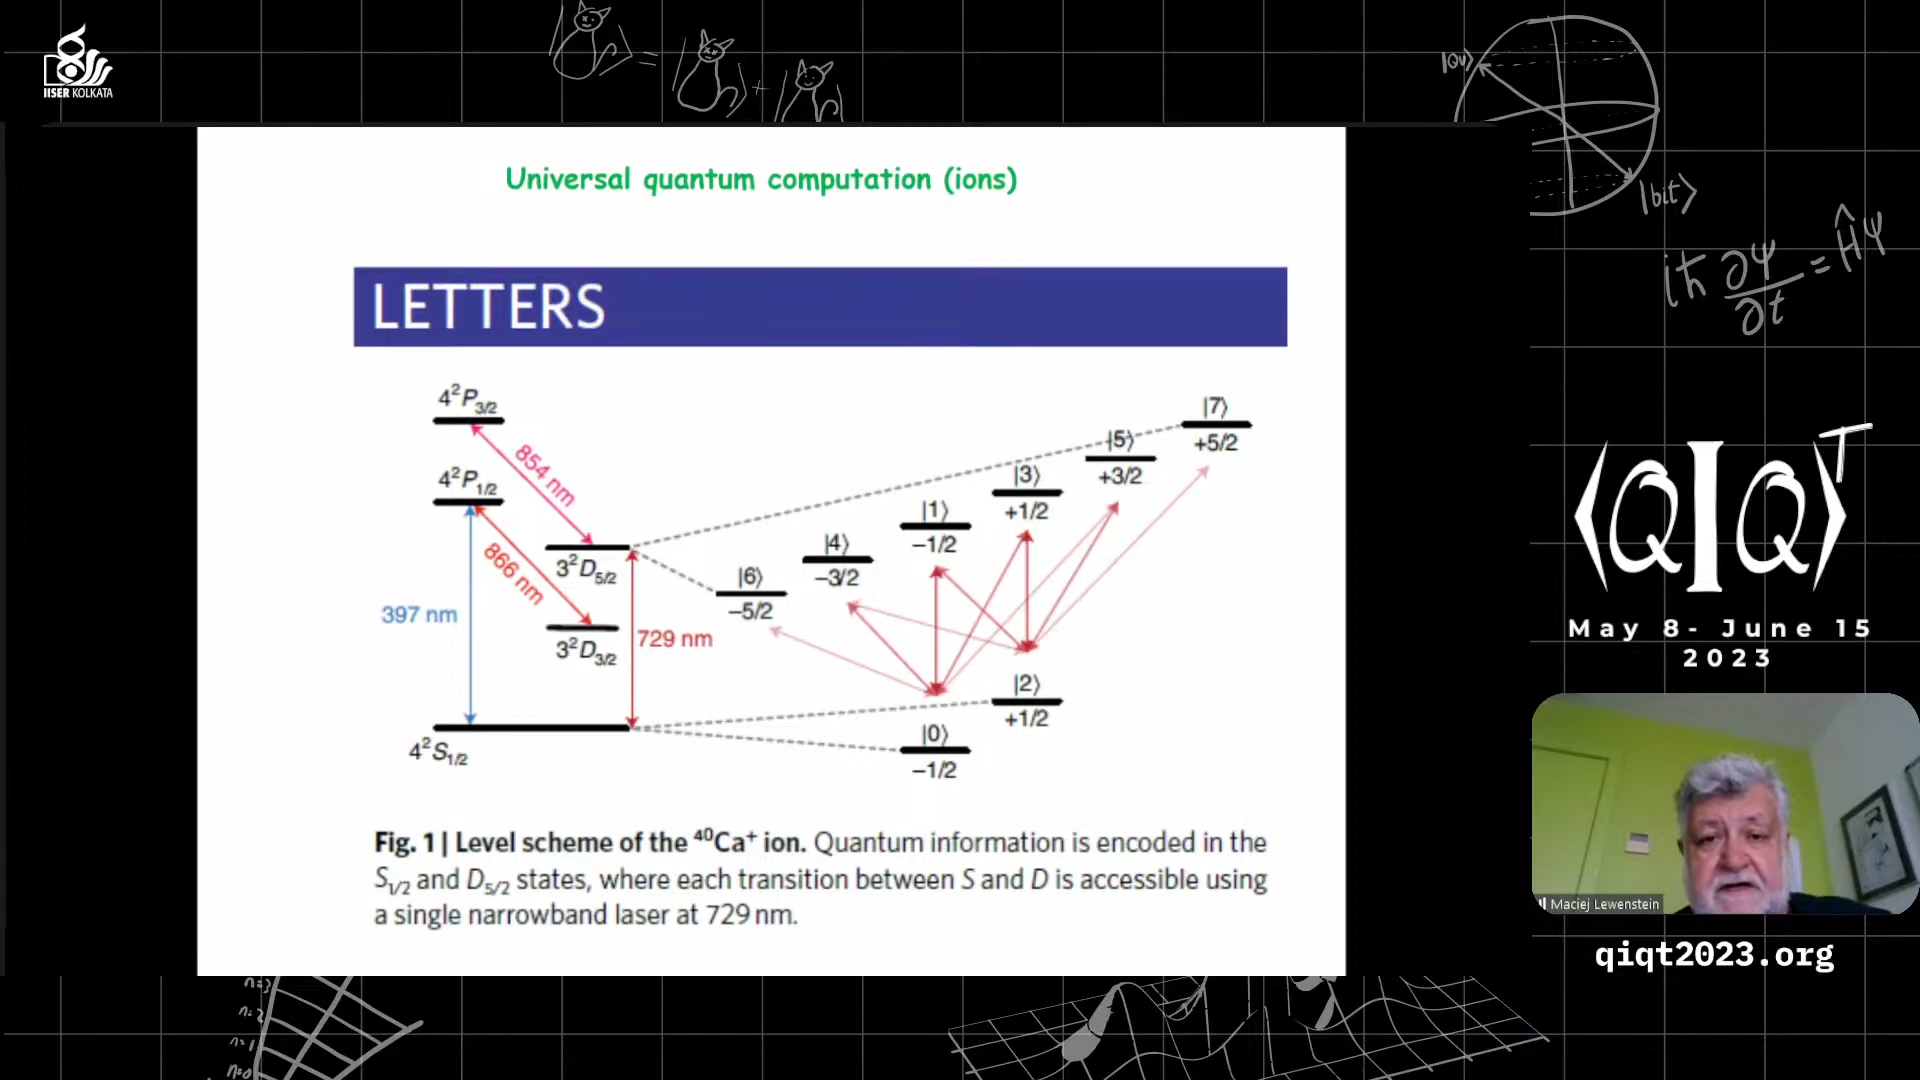 IISER KOLKATA
=
+
|qu⟩
|bit⟩
iℏ ∂ψ/∂t = Ĥψ
Universal quantum computation (ions)
LETTERS
4²P₃/₂
854 nm
4²P₁/₂
866 nm
3²D₅/₂
397 nm
3²D₃/₂
729 nm
4²S₁/₂
|7⟩
+5/2
|5⟩
+3/2
|3⟩
+1/2
|1⟩
−1/2
|4⟩
−3/2
|6⟩
−5/2
|2⟩
+1/2
|0⟩
−1/2
Fig. 1 | Level scheme of the ⁴⁰Ca⁺ ion. Quantum information is encoded in the
S₁/₂ and D₅/₂ states, where each transition between S and D is accessible using
a single narrowband laser at 729 nm.
⟨QIQ⟩ᵀ
May 8- June 15
2023
Maciej Lewenstein
qiqt2023.org
n=3
n=2
n=1
n=0